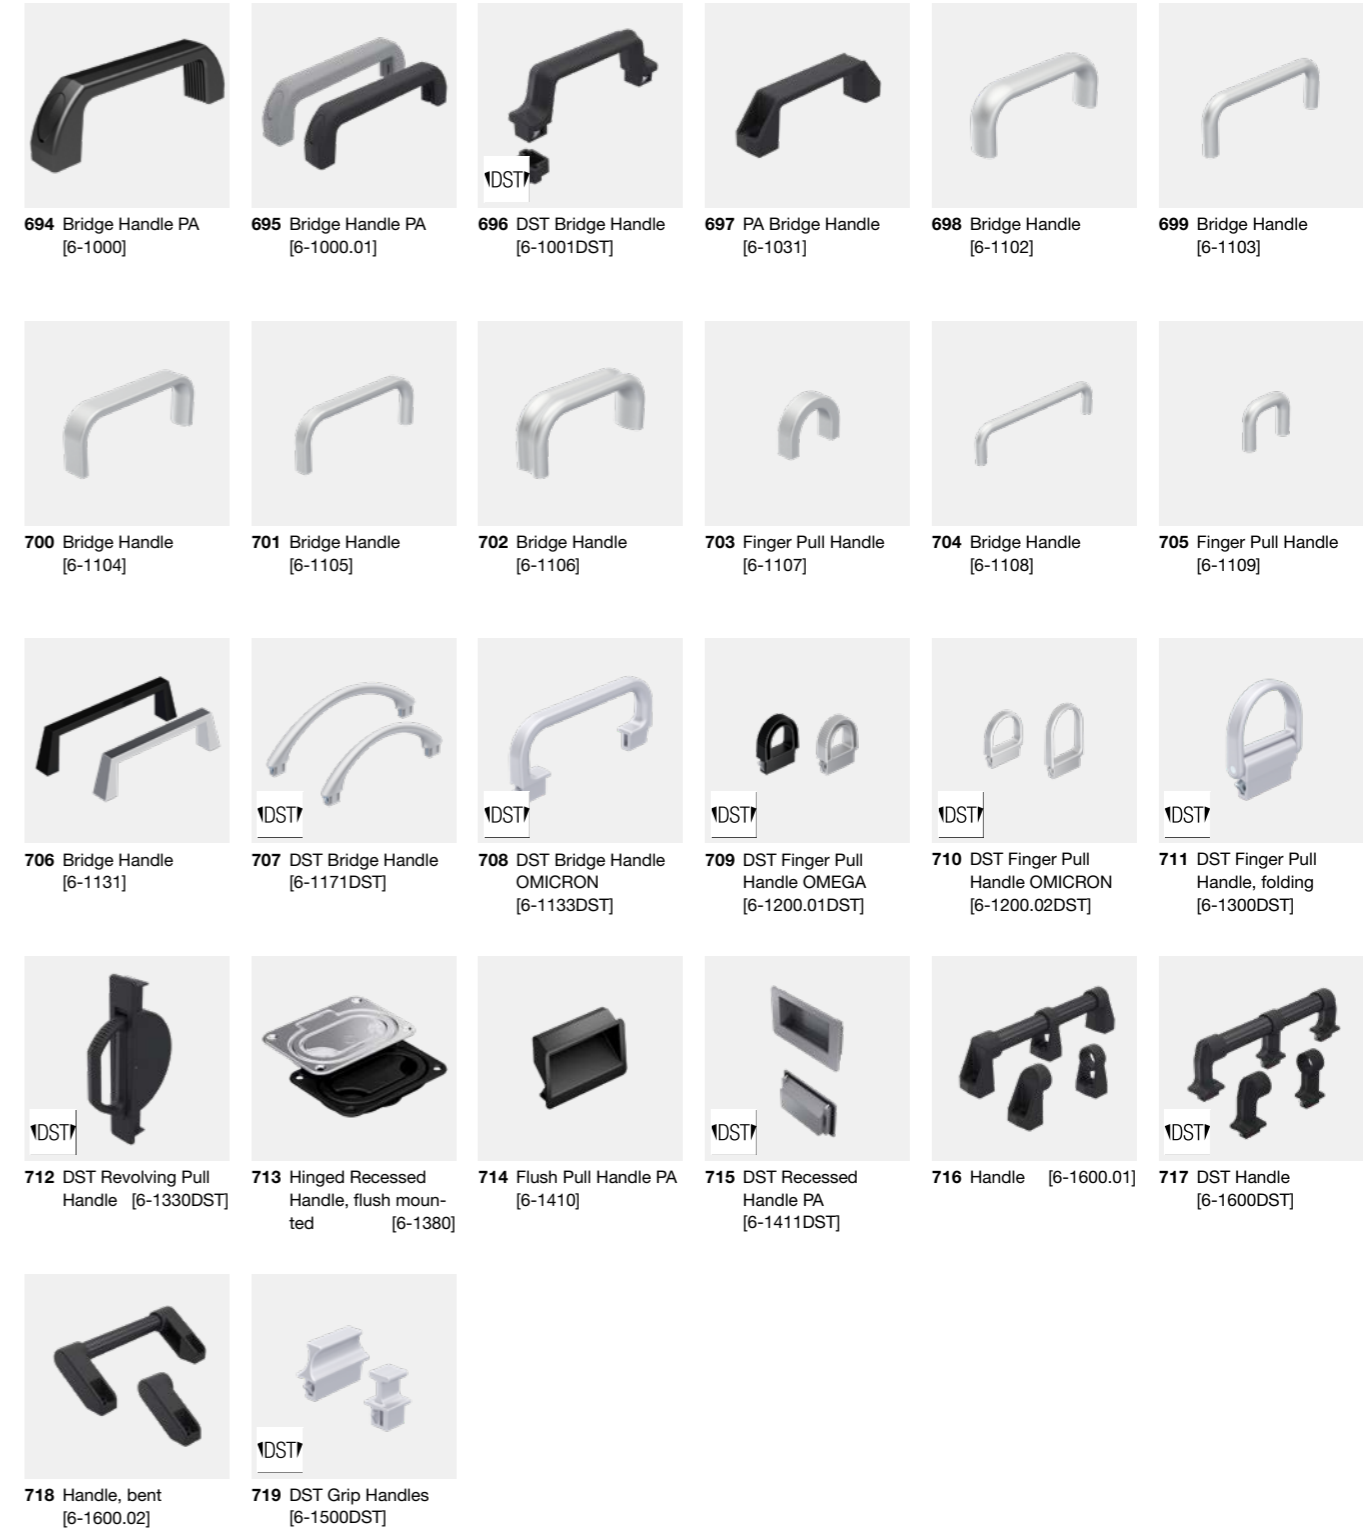 694 Bridge Handle PA
[6-1000]
695 Bridge Handle PA
[6-1000.01]
DST
696 DST Bridge Handle
[6-1001DST]
697 PA Bridge Handle
[6-1031]
698 Bridge Handle
[6-1102]
699 Bridge Handle
[6-1103]
700 Bridge Handle
[6-1104]
701 Bridge Handle
[6-1105]
702 Bridge Handle
[6-1106]
703 Finger Pull Handle
[6-1107]
704 Bridge Handle
[6-1108]
705 Finger Pull Handle
[6-1109]
706 Bridge Handle
[6-1131]
DST
707 DST Bridge Handle
[6-1171DST]
DST
708 DST Bridge Handle
OMICRON
[6-1133DST]
DST
709 DST Finger Pull
Handle OMEGA
[6-1200.01DST]
DST
710 DST Finger Pull
Handle OMICRON
[6-1200.02DST]
DST
711 DST Finger Pull
Handle, folding
[6-1300DST]
DST
712 DST Revolving Pull
Handle [6-1330DST]
713 Hinged Recessed
Handle, flush moun-
ted [6-1380]
714 Flush Pull Handle PA
[6-1410]
DST
715 DST Recessed
Handle PA
[6-1411DST]
716 Handle [6-1600.01]
DST
717 DST Handle
[6-1600DST]
718 Handle, bent
[6-1600.02]
DST
719 DST Grip Handles
[6-1500DST]